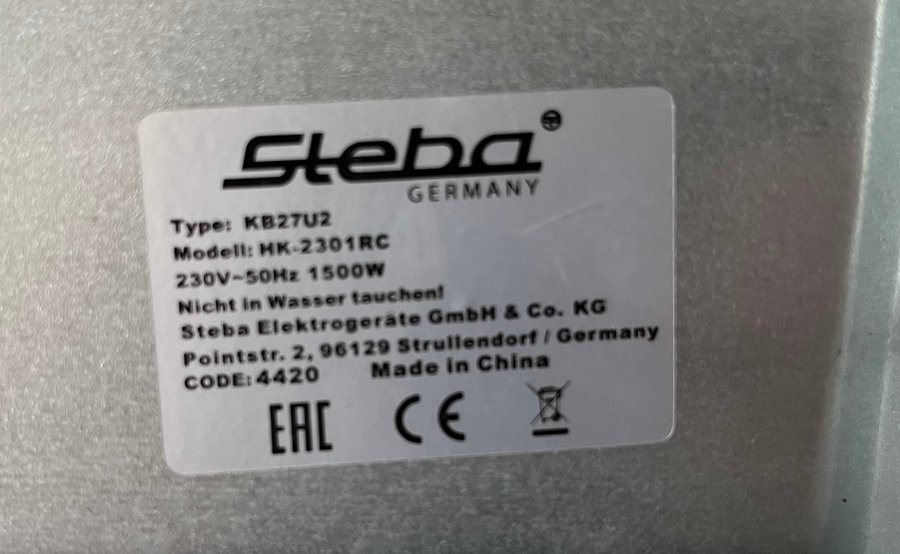 Steba®
GERMANY
Type: KB27U2
Modell: HK-2301RC
230V~50Hz 1500W
Nicht in Wasser tauchen!
Steba Elektrogeräte GmbH & Co. KG
Pointstr. 2, 96129 Strullendorf / Germany
CODE: 4420 Made in China
EAC CE